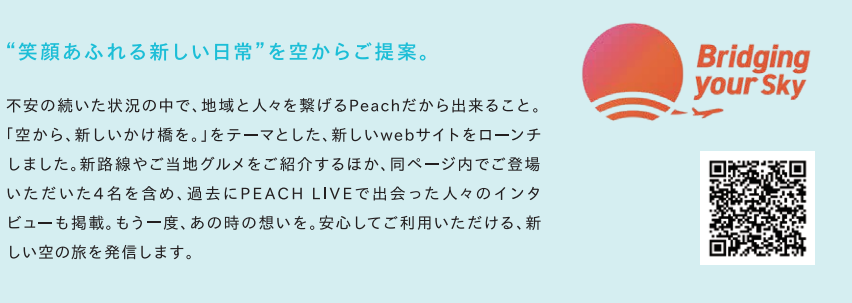 “笑顔あふれる新しい日常”を空からご提案。
不安の続いた状況の中で、地域と人々を繋げるPeachだから出来ること。
「空から、新しいかけ橋を。」をテーマとした、新しいwebサイトをローンチ
しました。新路線やご当地グルメをご紹介するほか、同ページ内でご登場
いただいた4名を含め、過去にPEACH LIVEで出会った人々のインタ
ビューも掲載。もう一度、あの時の想いを。安心してご利用いただける、新
しい空の旅を発信します。
Bridging
your Sky